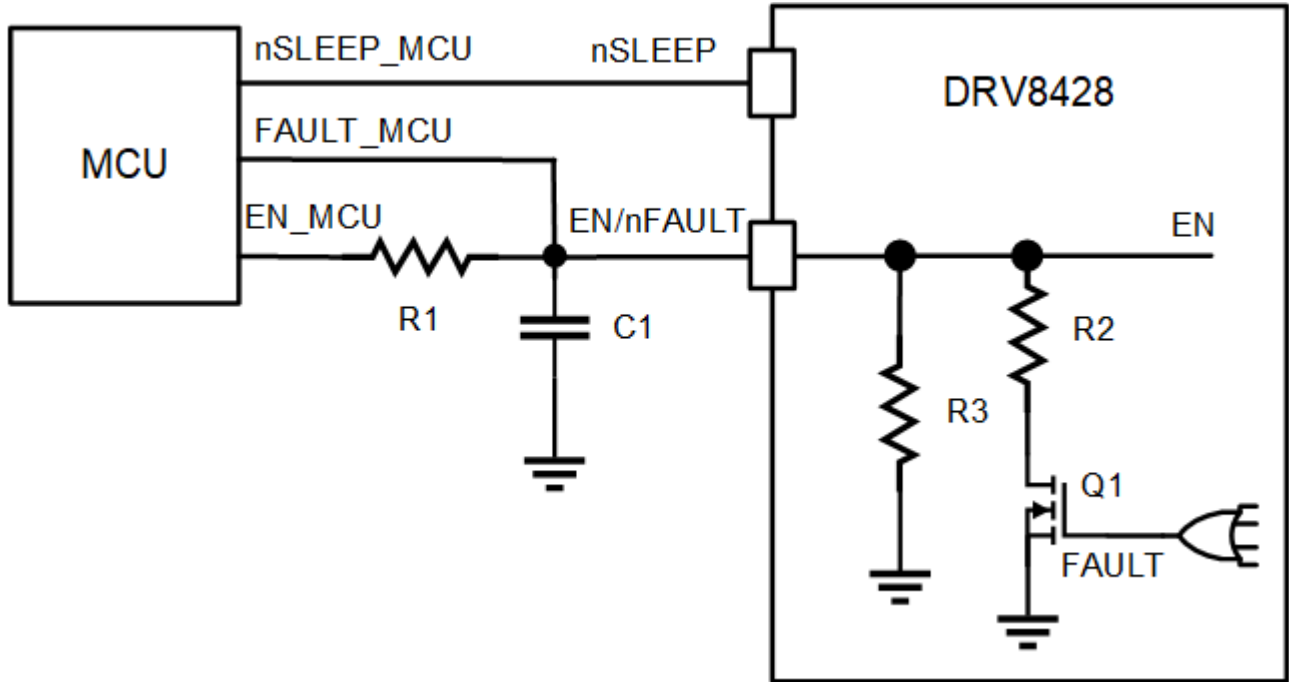 nSLEEP_MCU
nSLEEP
DRV8428
FAULT_MCU
MCU
EN_MCU
EN/nFAULT
EN
R1
C1
R2
R3
Q1
FAULT